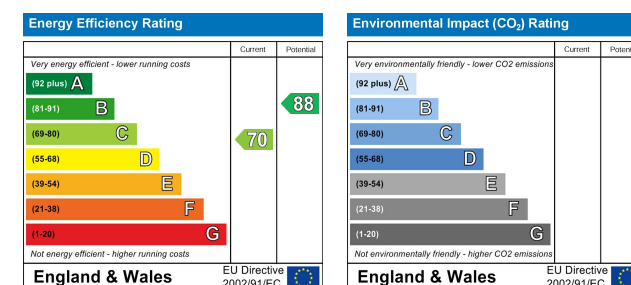 Energy Efficiency Rating
Current Potential
Very energy efficient - lower running costs
(92 plus) A
(81-91) B
(69-80) C
(55-68) D
(39-54) E
(21-38) F
(1-20) G
70
88
Not energy efficient - higher running costs
England & Wales
EU Directive
2002/91/EC
Environmental Impact (CO2) Rating
Current Poten
Very environmentally friendly - lower CO2 emissions
(92 plus) A
(81-91) B
(69-80) C
(55-68) D
(39-54) E
(21-38) F
(1-20) G
Not environmentally friendly - higher CO2 emissions
England & Wales
EU Directive
2002/91/EC